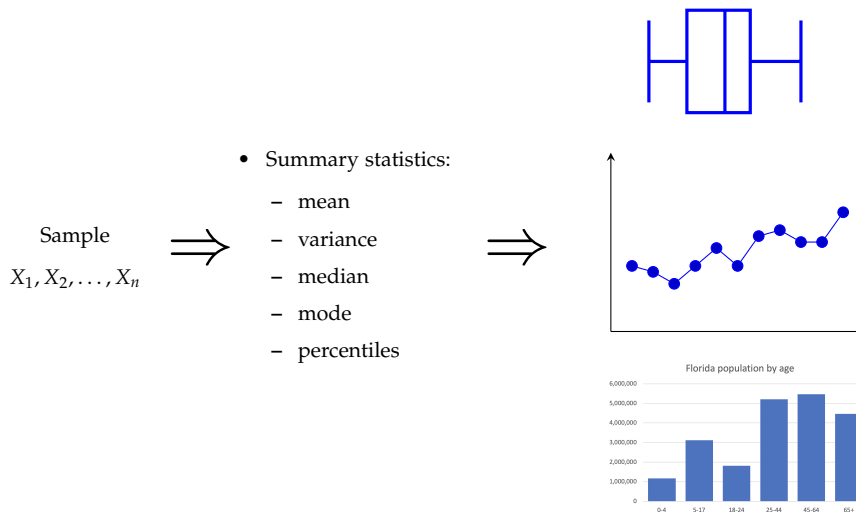 Sample
X₁, X₂, . . . , Xₙ
• Summary statistics:
– mean
– variance
– median
– mode
– percentiles
Florida population by age
6,000,000
5,000,000
4,000,000
3,000,000
2,000,000
1,000,000
0
0-4 5-17 18-24 25-44 45-64 65+